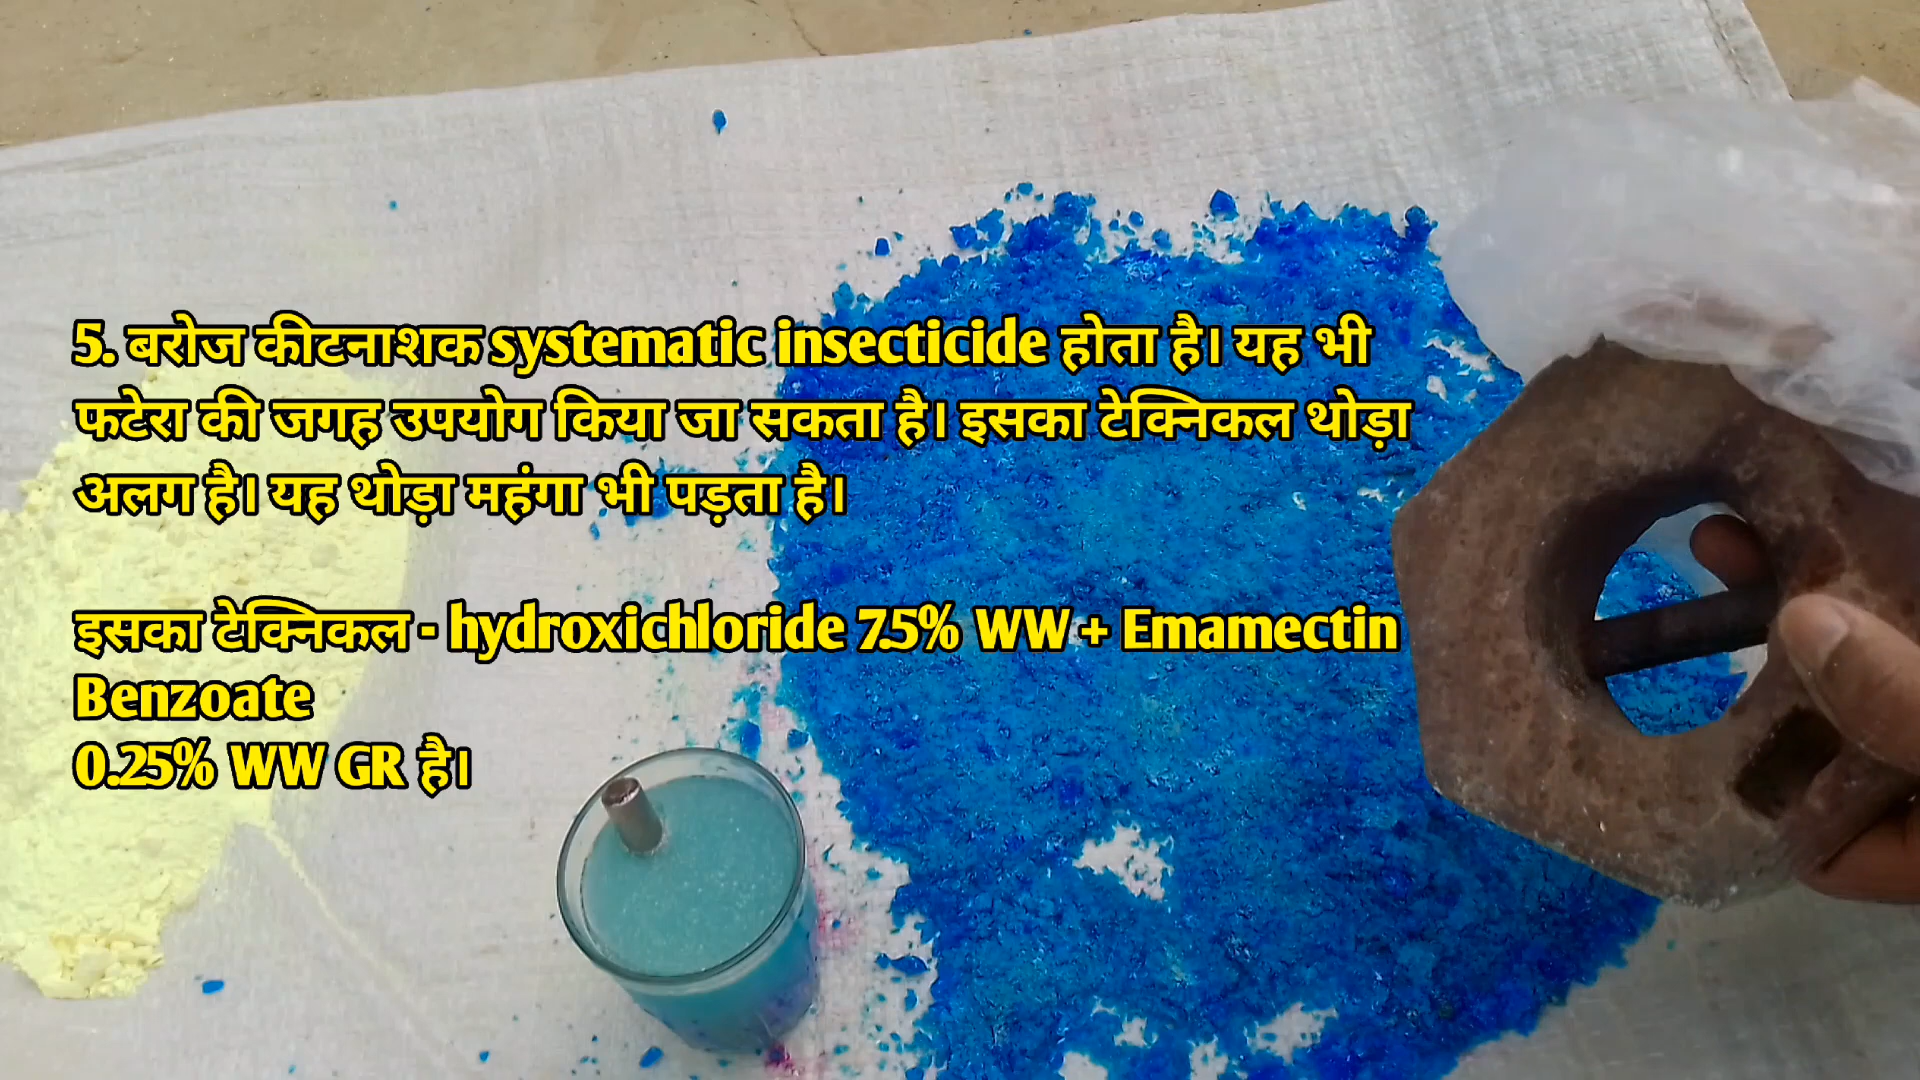 5. बरोज कीटनाशक systematic insecticide होता है। यह भी
फटेरा की जगह उपयोग किया जा सकता है। इसका टेक्निकल थोड़ा
अलग है। यह थोड़ा महंगा भी पड़ता है।
इसका टेक्निकल - hydroxichloride 7.5% WW + Emamectin
Benzoate
0.25% WW GR है।